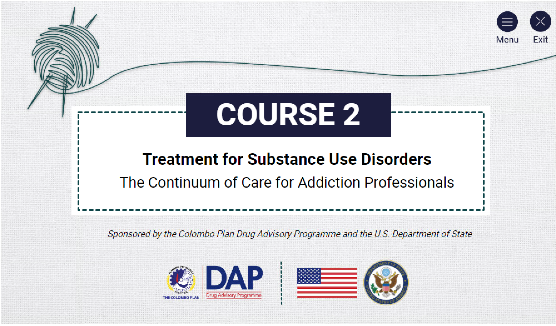 Menu
Exit
COURSE 2
Treatment for Substance Use Disorders
The Continuum of Care for Addiction Professionals
Sponsored by the Colombo Plan Drug Advisory Programme and the U.S. Department of State
THE COLOMBO PLAN
DAP
Drug Advisory Programme